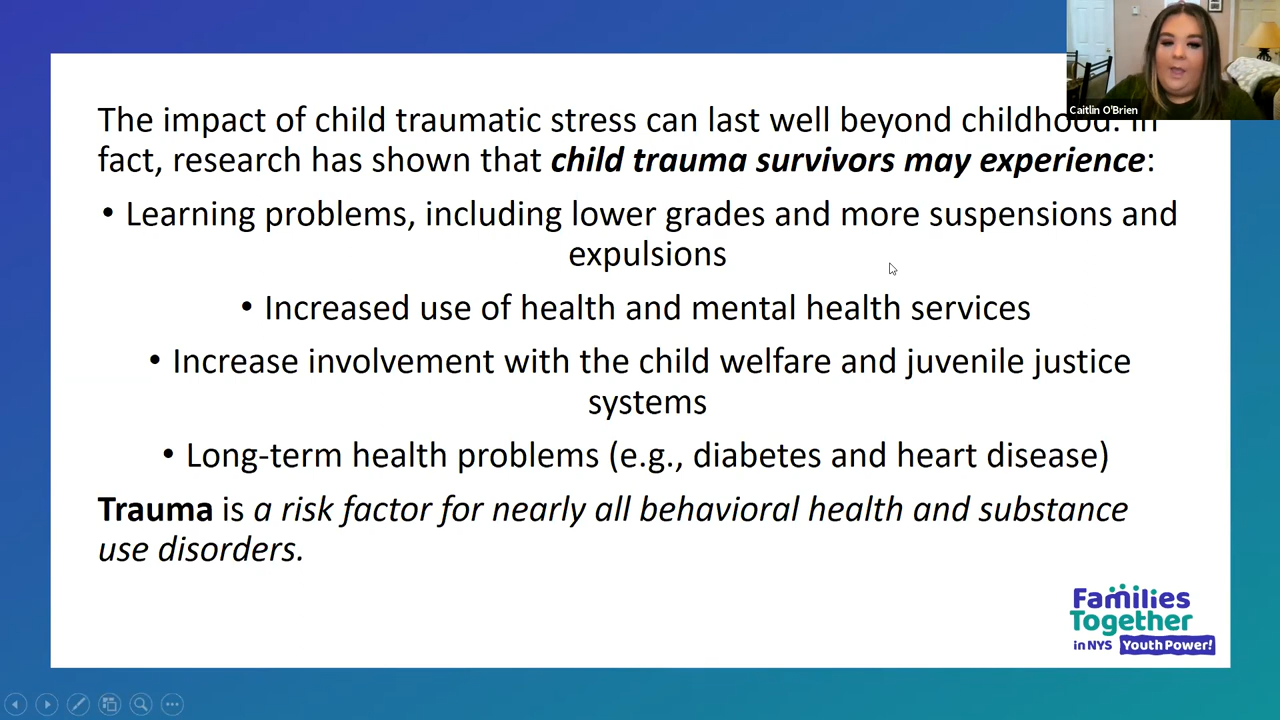 Caitlin O'Brien
The impact of child traumatic stress can last well beyond childhood. In
fact, research has shown that child trauma survivors may experience:
• Learning problems, including lower grades and more suspensions and
expulsions
• Increased use of health and mental health services
• Increase involvement with the child welfare and juvenile justice
systems
• Long-term health problems (e.g., diabetes and heart disease)
Trauma is a risk factor for nearly all behavioral health and substance
use disorders.
Families
Together
in NYS Youth Power!